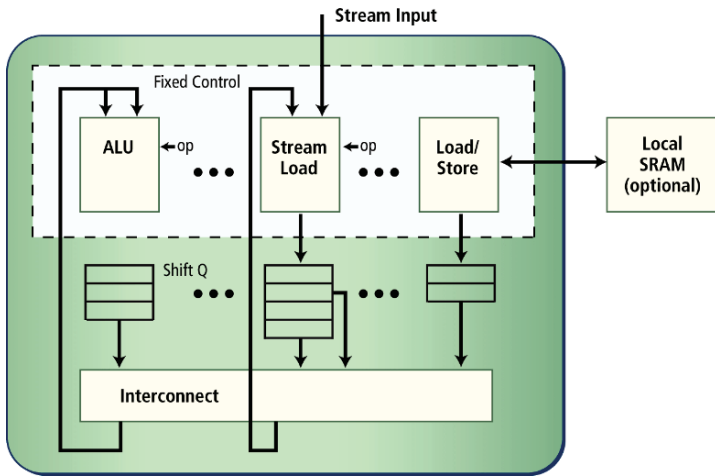 Stream Input
Fixed Control
ALU
op
Stream
Load
op
Load/
Store
Local
SRAM
(optional)
Shift Q
Interconnect